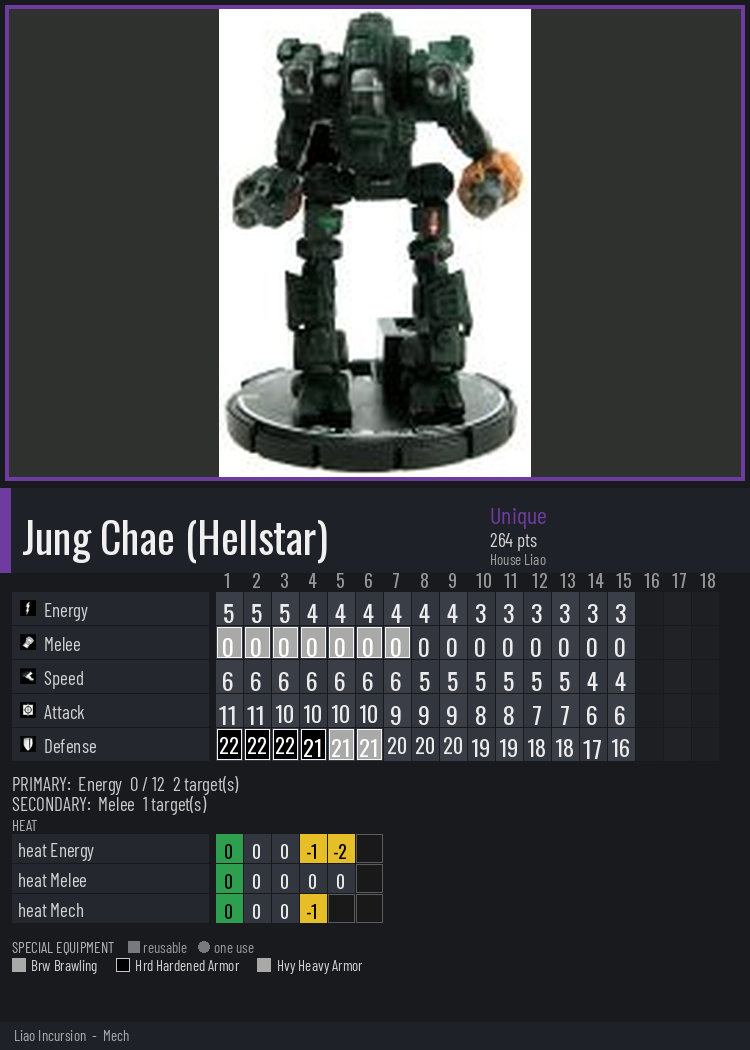 Jung Chae (Hellstar)
Unique
264 pts
House Liao
1 2 3 4 5 6 7 8 9 10 11 12 13 14 15 16 17 18
Energy 5 5 5 4 4 4 4 4 4 3 3 3 3 3 3
Melee 0 0 0 0 0 0 0 0 0 0 0 0 0 0 0
Speed 6 6 6 6 6 6 6 5 5 5 5 5 5 4 4
Attack 11 11 10 10 10 10 9 9 9 8 8 7 7 6 6
Defense 22 22 22 21 21 21 20 20 20 19 19 18 18 17 16
PRIMARY: Energy 0 / 12 2 target(s)
SECONDARY: Melee 1 target(s)
HEAT
heat Energy 0 0 0 -1 -2
heat Melee 0 0 0 0 0
heat Mech 0 0 0 -1
SPECIAL EQUIPMENT reusable one use
Brw Brawling Hrd Hardened Armor Hvy Heavy Armor
Liao Incursion - Mech